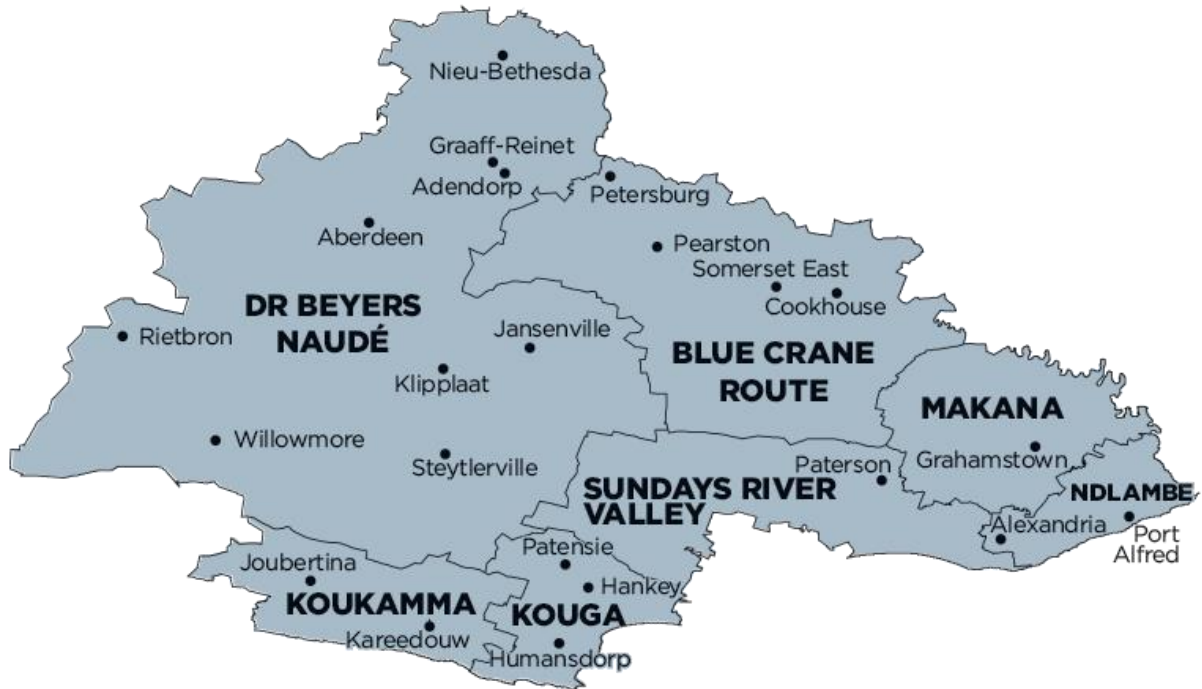 Nieu-Bethesda
Graaff-Reinet
Adendorp
Petersburg
Aberdeen
Pearston
Somerset East
Cookhouse
DR BEYERS
NAUDÉ
Rietbron
Jansenville
Klipplaat
BLUE CRANE
ROUTE
MAKANA
Willowmore
Steytlerville
Paterson
Grahamstown
SUNDAYS RIVER
VALLEY
NDLAMBE
Alexandria
Port
Alfred
Patensie
Joubertina
Hankey
KOUKAMMA
KOUGA
Kareedouw
Humansdorp